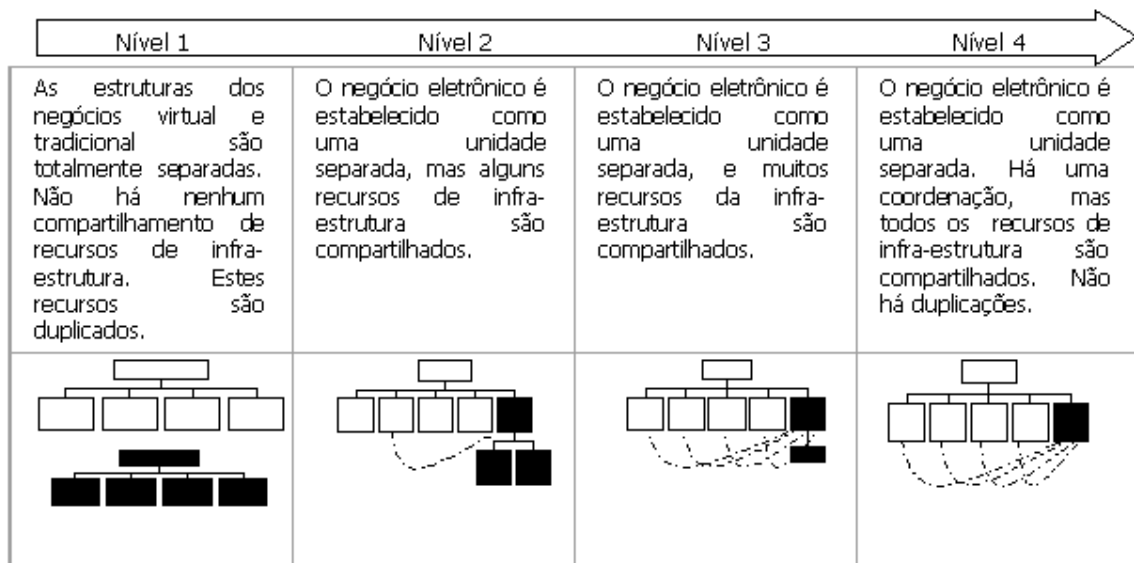 Nível 1
Nível 2
Nível 3
Nível 4
As estruturas dos
negócios virtual e
tradicional são
totalmente separadas.
Não há nenhum
compartilhamento de
recursos de infra-
estrutura. Estes
recursos são
duplicados.
O negócio eletrônico é
estabelecido como
uma unidade
separada, mas alguns
recursos de infra-
estrutura são
compartilhados.
O negócio eletrônico é
estabelecido como
uma unidade
separada, e muitos
recursos da infra-
estrutura são
compartilhados.
O negócio eletrônico é
estabelecido como
uma unidade
separada. Há uma
coordenação, mas
todos os recursos de
infra-estrutura são
compartilhados. Não
há duplicações.